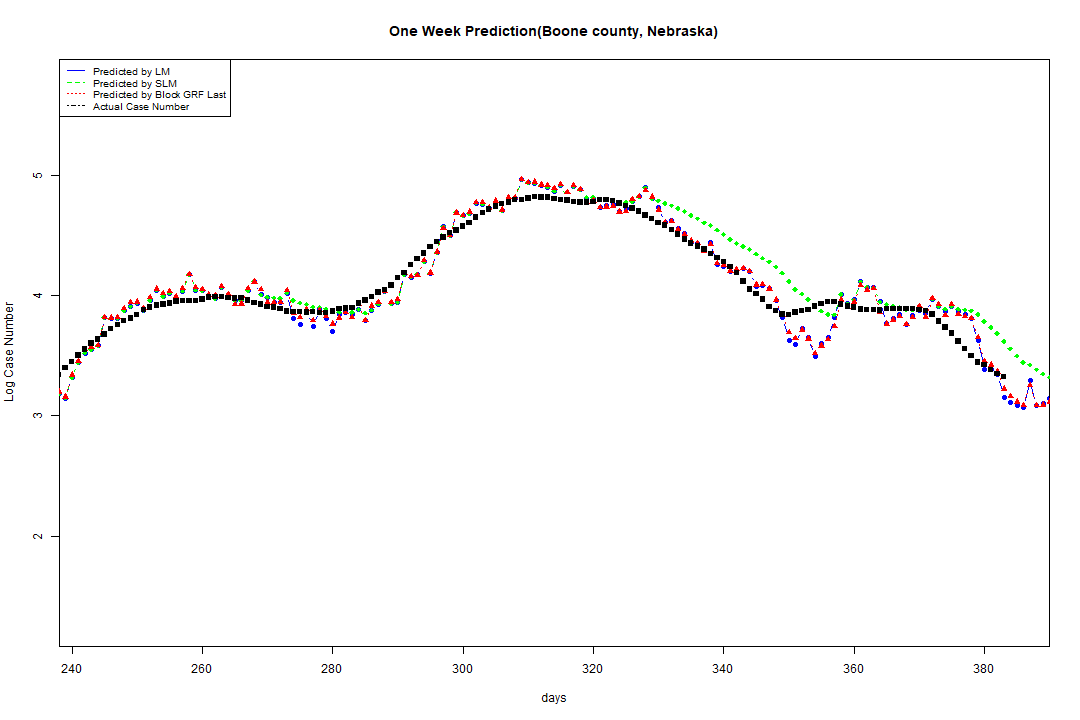 One Week Prediction(Boone county, Nebraska)
Predicted by LM
Predicted by SLM
Predicted by Block GRF Last
Actual Case Number
5
4
3
2
Log Case Number
240 260 280 300 320 340 360 380
days